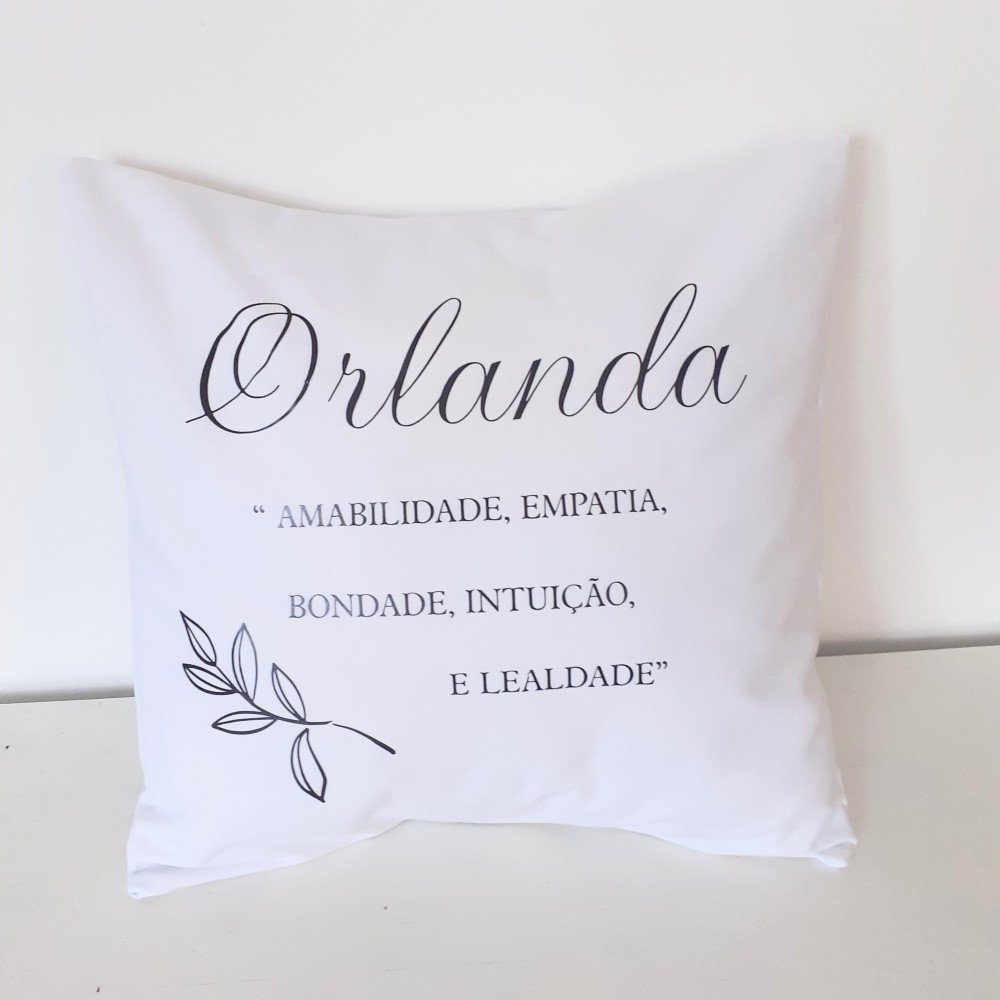 Orlanda
“ AMABILIDADE, EMPATIA,
BONDADE, INTUIÇÃO,
E LEALDADE”